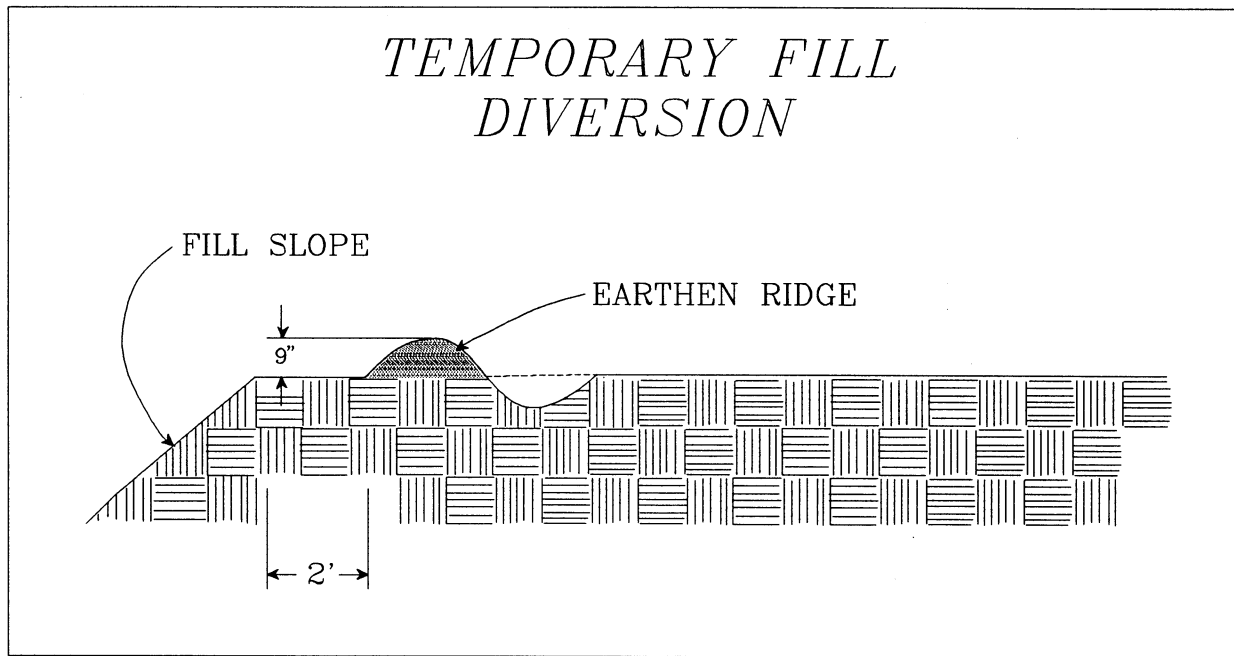 TEMPORARY FILL
DIVERSION
FILL SLOPE
EARTHEN RIDGE
9"
2'